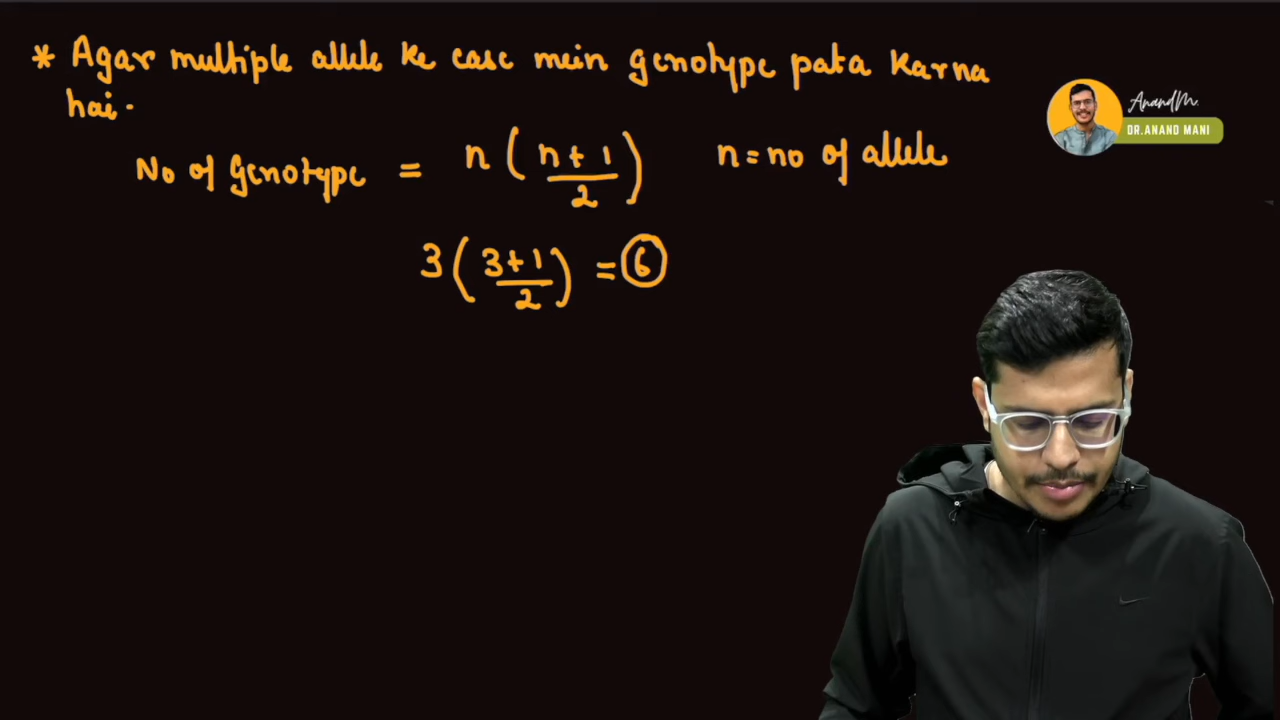 * Agar multiple allele ke case mein genotype pata karna
hai.
AnandM.
DR.ANAND MANI
No of Genotype = n ( n+1 / 2 ) n = no of allele
3 ( 3+1 / 2 ) = 6